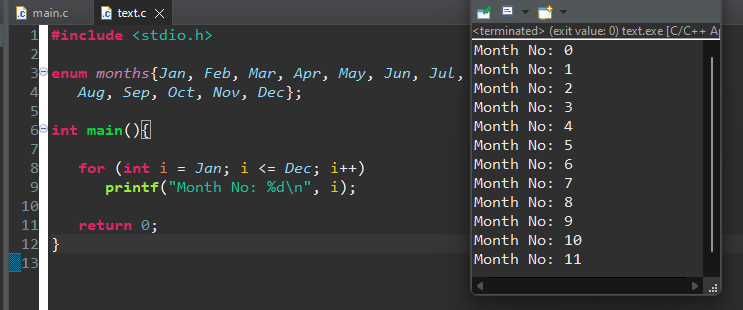 main.c
text.c
1 #include <stdio.h>
2
3 enum months{Jan, Feb, Mar, Apr, May, Jun, Jul,
4 Aug, Sep, Oct, Nov, Dec};
5
6 int main(){
7
8 for (int i = Jan; i <= Dec; i++)
9 printf("Month No: %d\n", i);
10
11 return 0;
12 }
13
<terminated> (exit value: 0) text.exe [C/C++ Ap
Month No: 0
Month No: 1
Month No: 2
Month No: 3
Month No: 4
Month No: 5
Month No: 6
Month No: 7
Month No: 8
Month No: 9
Month No: 10
Month No: 11